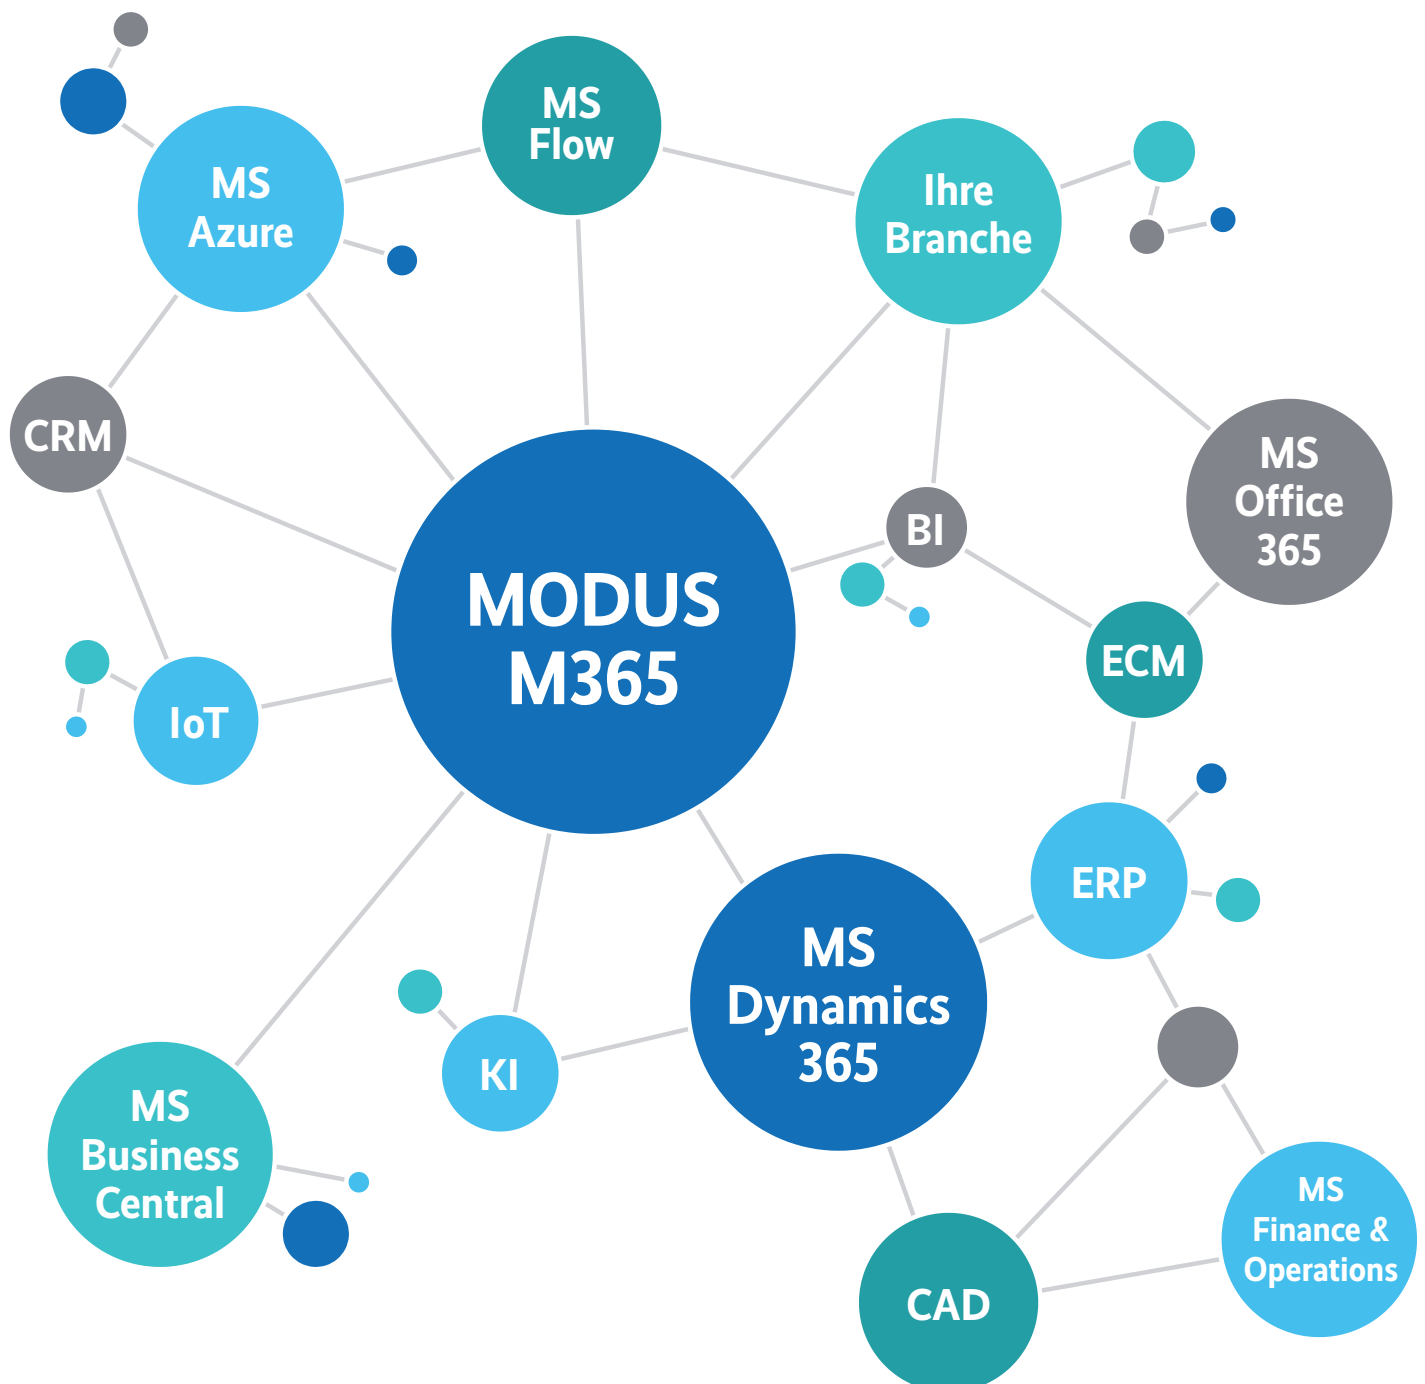 MS
Flow
MS
Azure
Ihre
Branche
CRM
MS
Office
365
BI
MODUS
M365
ECM
IoT
ERP
MS
Dynamics
365
KI
MS
Business
Central
MS
Finance &
Operations
CAD